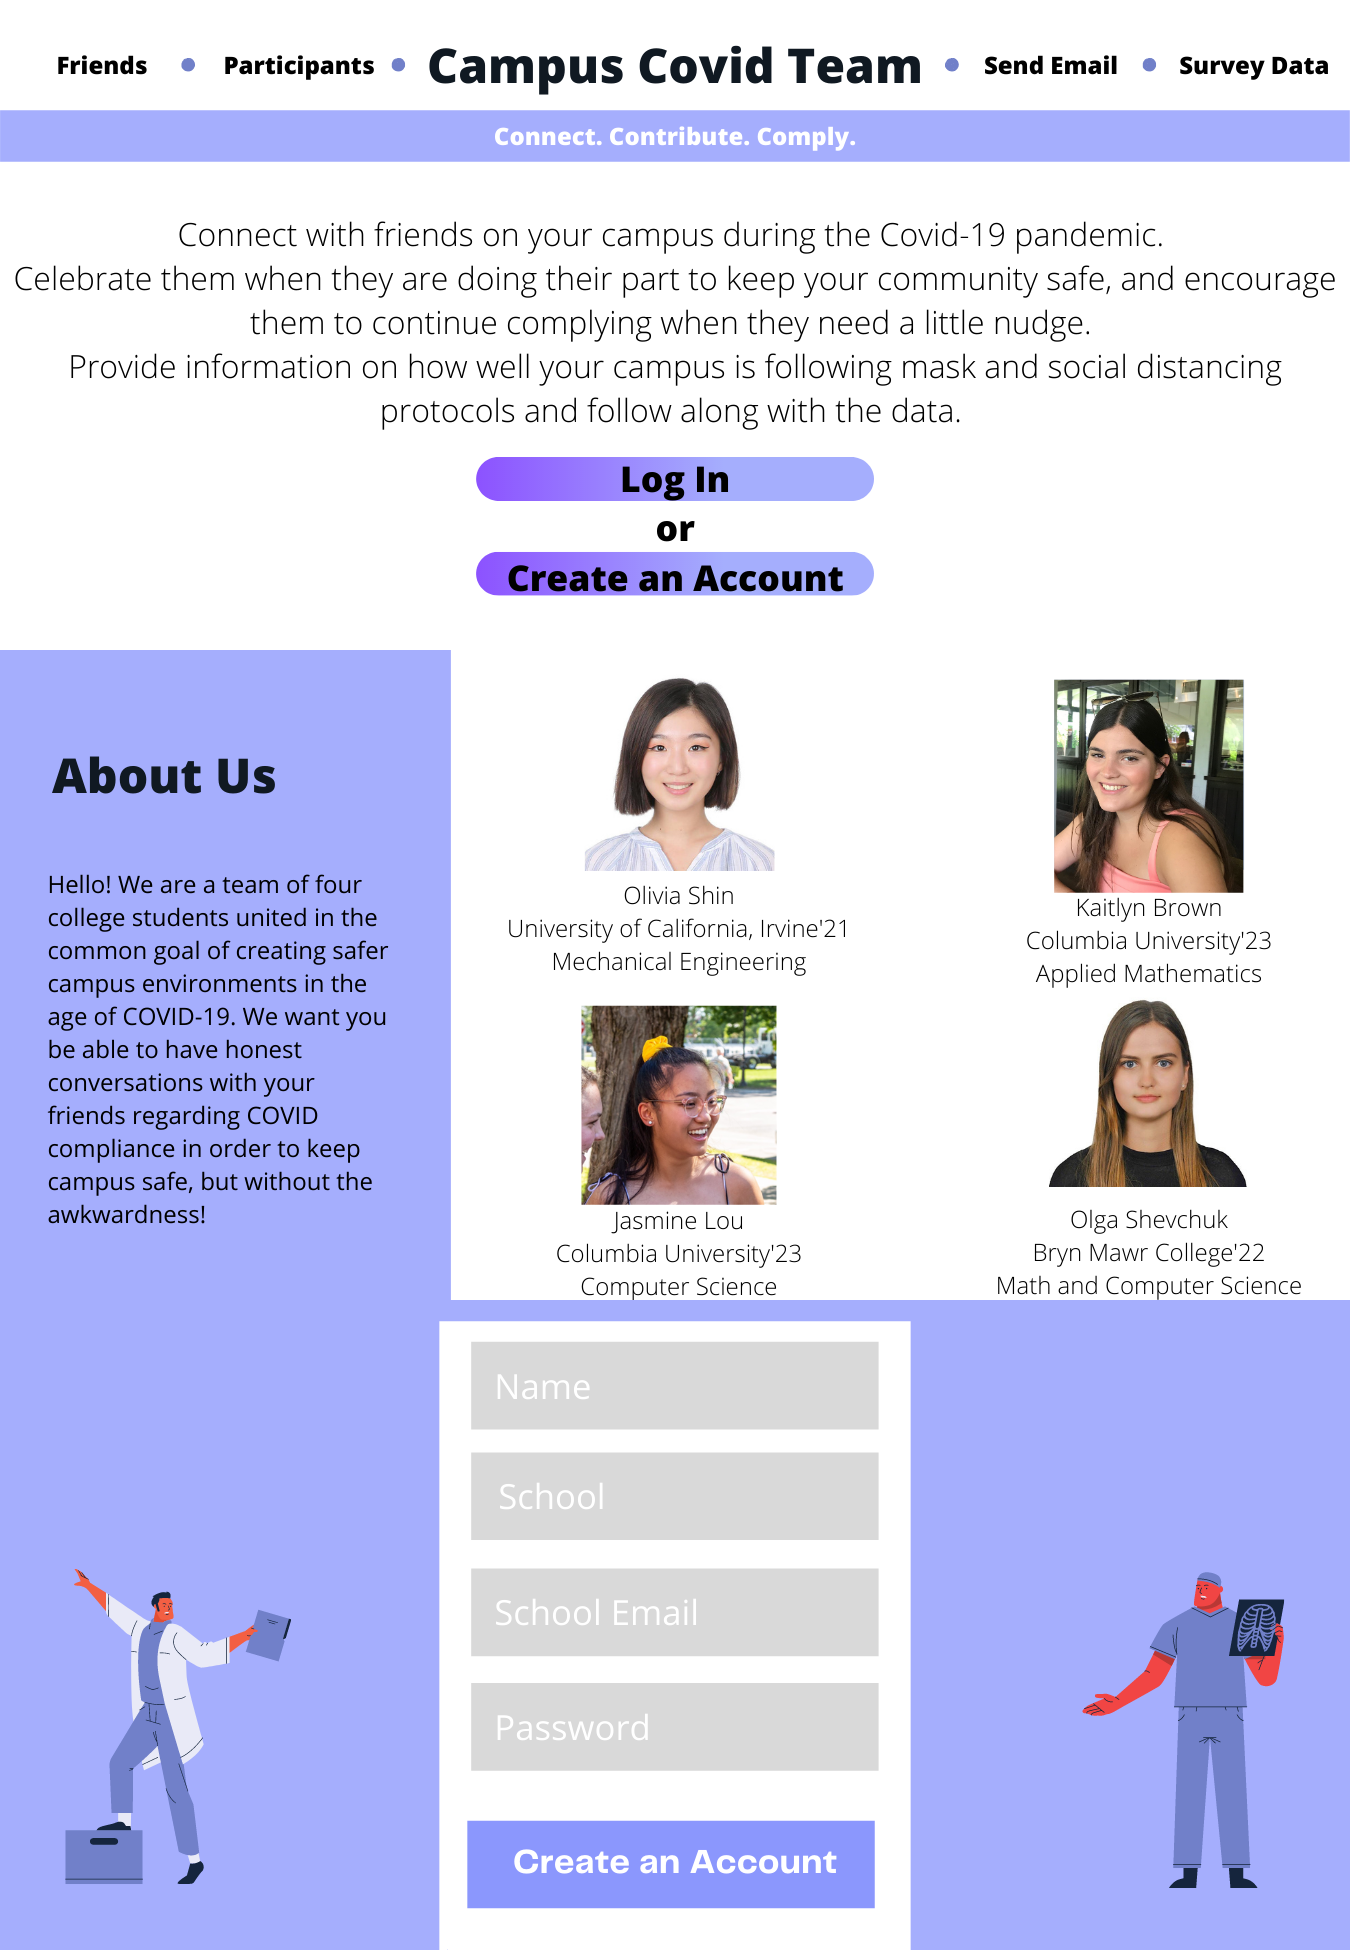 Friends • Participants • Campus Covid Team • Send Email • Survey Data
Connect. Contribute. Comply.
Connect with friends on your campus during the Covid-19 pandemic.
Celebrate them when they are doing their part to keep your community safe, and encourage
them to continue complying when they need a little nudge.
Provide information on how well your campus is following mask and social distancing
protocols and follow along with the data.
Log In
or
Create an Account
About Us
Hello! We are a team of four
college students united in the
common goal of creating safer
campus environments in the
age of COVID-19. We want you
be able to have honest
conversations with your
friends regarding COVID
compliance in order to keep
campus safe, but without the
awkwardness!
Olivia Shin
University of California, Irvine'21
Mechanical Engineering
Kaitlyn Brown
Columbia University'23
Applied Mathematics
Jasmine Lou
Columbia University'23
Computer Science
Olga Shevchuk
Bryn Mawr College'22
Math and Computer Science
Name
School
School Email
Password
Create an Account